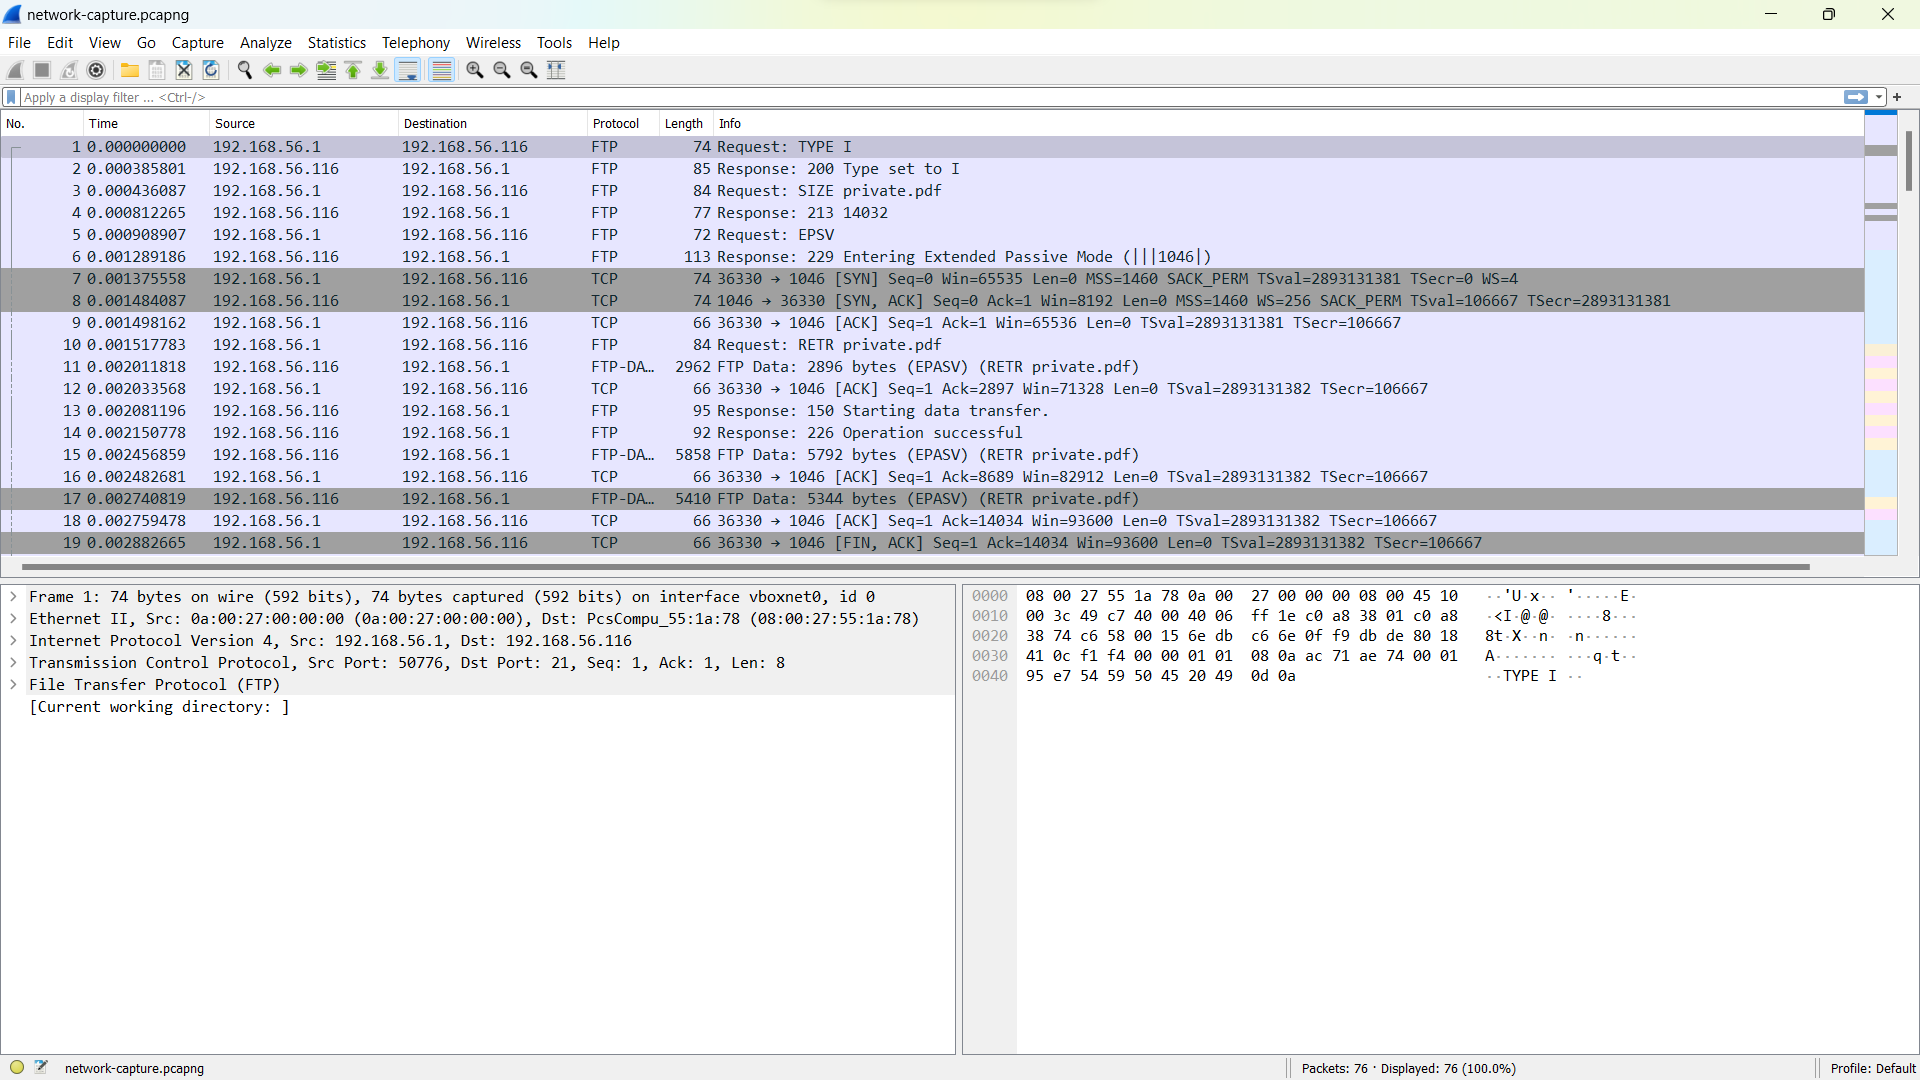 network-capture.pcapng
File Edit View Go Capture Analyze Statistics Telephony Wireless Tools Help
Apply a display filter ... <Ctrl-/>
No. Time Source Destination Protocol Length Info
1 0.000000000 192.168.56.1 192.168.56.116 FTP 74 Request: TYPE I
2 0.000385801 192.168.56.116 192.168.56.1 FTP 85 Response: 200 Type set to I
3 0.000436087 192.168.56.1 192.168.56.116 FTP 84 Request: SIZE private.pdf
4 0.000812265 192.168.56.116 192.168.56.1 FTP 77 Response: 213 14032
5 0.000908907 192.168.56.1 192.168.56.116 FTP 72 Request: EPSV
6 0.001289186 192.168.56.116 192.168.56.1 FTP 113 Response: 229 Entering Extended Passive Mode (|||1046|)
7 0.001375558 192.168.56.1 192.168.56.116 TCP 74 36330 → 1046 [SYN] Seq=0 Win=65535 Len=0 MSS=1460 SACK_PERM TSval=2893131381 TSecr=0 WS=4
8 0.001484087 192.168.56.116 192.168.56.1 TCP 74 1046 → 36330 [SYN, ACK] Seq=0 Ack=1 Win=8192 Len=0 MSS=1460 WS=256 SACK_PERM TSval=106667 TSecr=2893131381
9 0.001498162 192.168.56.1 192.168.56.116 TCP 66 36330 → 1046 [ACK] Seq=1 Ack=1 Win=65536 Len=0 TSval=2893131381 TSecr=106667
10 0.001517783 192.168.56.1 192.168.56.116 FTP 84 Request: RETR private.pdf
11 0.002011818 192.168.56.116 192.168.56.1 FTP-DA… 2962 FTP Data: 2896 bytes (EPASV) (RETR private.pdf)
12 0.002033568 192.168.56.1 192.168.56.116 TCP 66 36330 → 1046 [ACK] Seq=1 Ack=2897 Win=71328 Len=0 TSval=2893131382 TSecr=106667
13 0.002081196 192.168.56.116 192.168.56.1 FTP 95 Response: 150 Starting data transfer.
14 0.002150778 192.168.56.116 192.168.56.1 FTP 92 Response: 226 Operation successful
15 0.002456859 192.168.56.116 192.168.56.1 FTP-DA… 5858 FTP Data: 5792 bytes (EPASV) (RETR private.pdf)
16 0.002482681 192.168.56.1 192.168.56.116 TCP 66 36330 → 1046 [ACK] Seq=1 Ack=8689 Win=82912 Len=0 TSval=2893131382 TSecr=106667
17 0.002740819 192.168.56.116 192.168.56.1 FTP-DA… 5410 FTP Data: 5344 bytes (EPASV) (RETR private.pdf)
18 0.002759478 192.168.56.1 192.168.56.116 TCP 66 36330 → 1046 [ACK] Seq=1 Ack=14034 Win=93600 Len=0 TSval=2893131382 TSecr=106667
19 0.002882665 192.168.56.1 192.168.56.116 TCP 66 36330 → 1046 [FIN, ACK] Seq=1 Ack=14034 Win=93600 Len=0 TSval=2893131382 TSecr=106667
Frame 1: 74 bytes on wire (592 bits), 74 bytes captured (592 bits) on interface vboxnet0, id 0
Ethernet II, Src: 0a:00:27:00:00:00 (0a:00:27:00:00:00), Dst: PcsCompu_55:1a:78 (08:00:27:55:1a:78)
Internet Protocol Version 4, Src: 192.168.56.1, Dst: 192.168.56.116
Transmission Control Protocol, Src Port: 50776, Dst Port: 21, Seq: 1, Ack: 1, Len: 8
File Transfer Protocol (FTP)
[Current working directory: ]
0000 08 00 27 55 1a 78 0a 00 27 00 00 00 08 00 45 10 ··'U·x·· '·····E·
0010 00 3c 49 c7 40 00 40 06 ff 1e c0 a8 38 01 c0 a8 ·<I·@·@· ····8···
0020 38 74 c6 58 00 15 6e db c6 6e 0f f9 db de 80 18 8t·X··n· ·n······
0030 41 0c f1 f4 00 00 01 01 08 0a ac 71 ae 74 00 01 A······· ···q·t··
0040 95 e7 54 59 50 45 20 49 0d 0a ··TYPE I ··
network-capture.pcapng
Packets: 76 · Displayed: 76 (100.0%)
Profile: Default